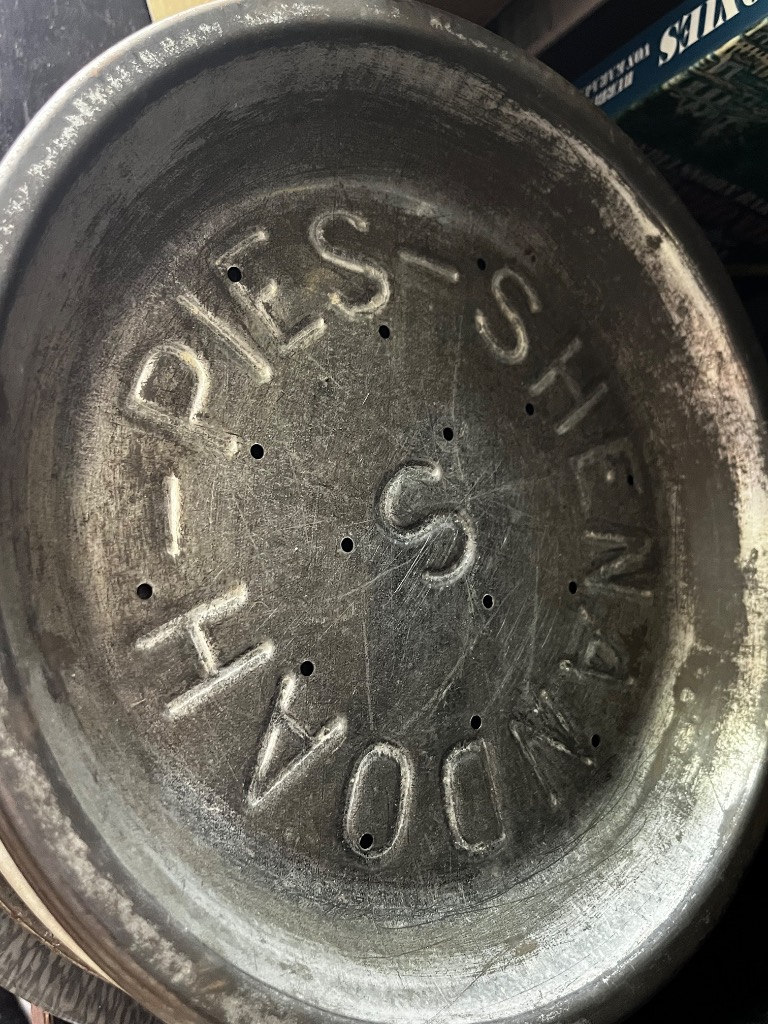 SHENANDOAH - PIES -
S